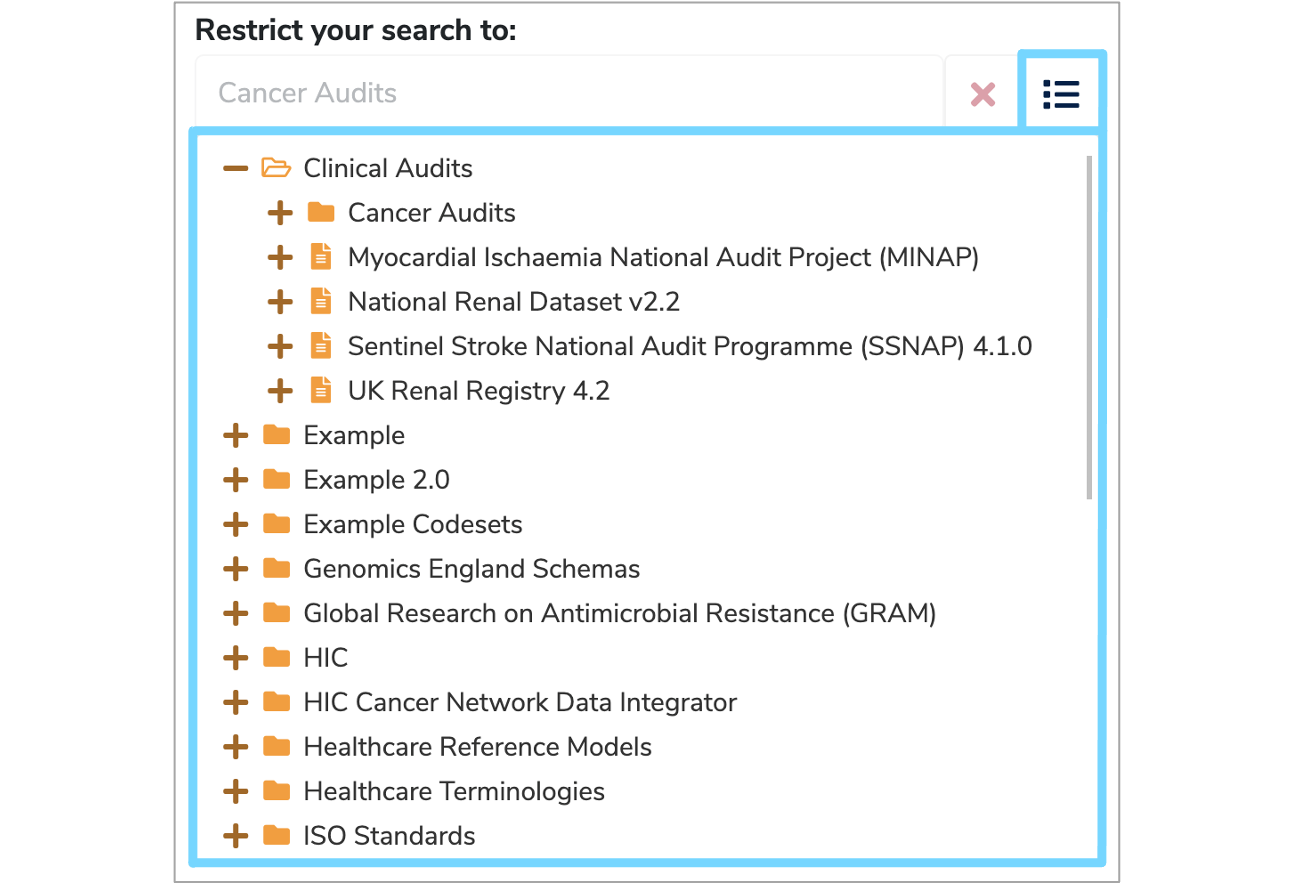 Restrict your search to:
Cancer Audits
Clinical Audits
Cancer Audits
Myocardial Ischaemia National Audit Project (MINAP)
National Renal Dataset v2.2
Sentinel Stroke National Audit Programme (SSNAP) 4.1.0
UK Renal Registry 4.2
Example
Example 2.0
Example Codesets
Genomics England Schemas
Global Research on Antimicrobial Resistance (GRAM)
HIC
HIC Cancer Network Data Integrator
Healthcare Reference Models
Healthcare Terminologies
ISO Standards